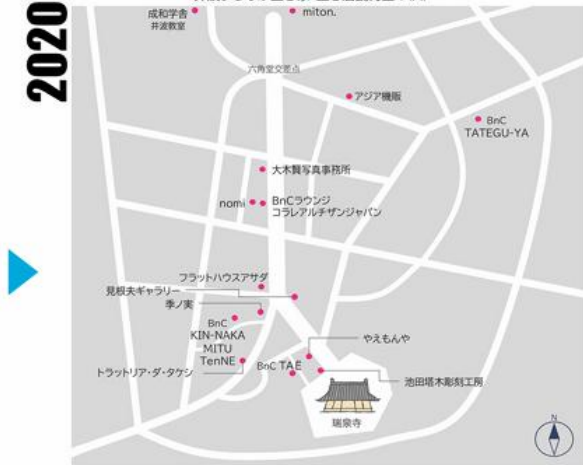 2020
成和学舎
井波教室
miton.
六角堂交差点
アジア機販
BnC
TATEGU-YA
大木賢写真事務所
nomi
BnCラウンジ
コラレアルチザンジャパン
フラットハウスアサダ
見根夫ギャラリー
季ノ実
BnC
KIN-NAKA
MITU
TenNE
やえもんや
BnC TAE
トラットリア・ダ・タケシ
池田塔木彫刻工房
瑞泉寺
N